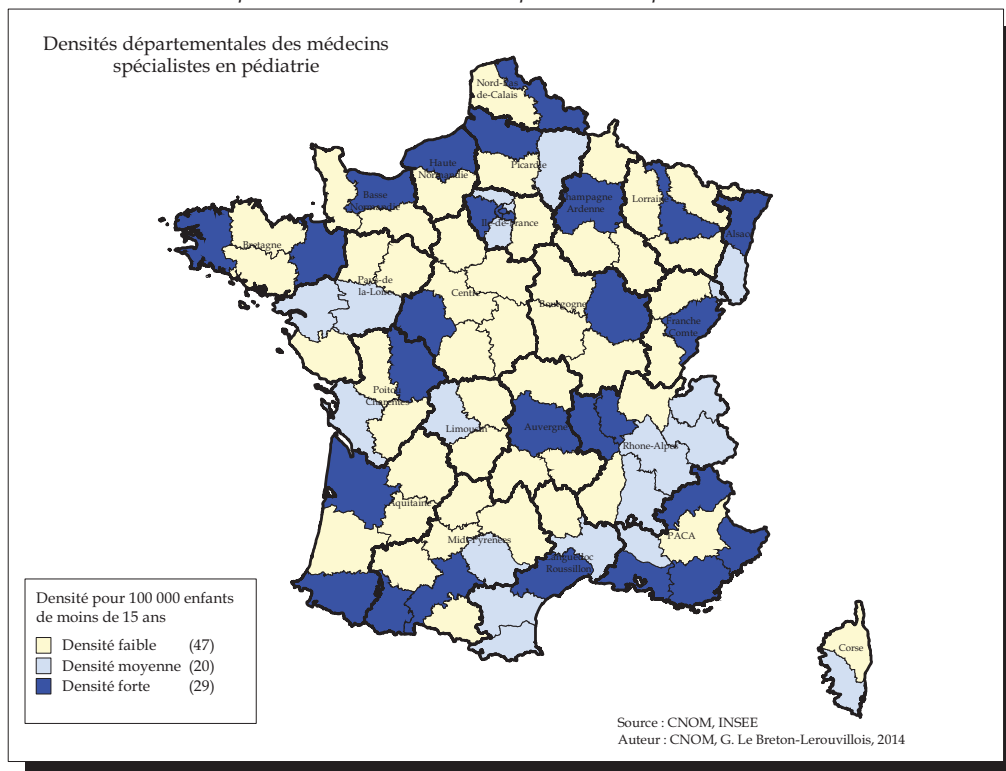 Densités départementales des médecins
spécialistes en pédiatrie
Nord-Pas
de-Calais
Haute
Normandie
Picardie
Basse
Normandie
Ile-de-France
Champagne
Ardenne
Lorraine
Alsace
Bretagne
Pays-de
la-Loire
Centre
Bourgogne
Franche
Comte
Poitou
Charentes
Limousin
Auvergne
Rhone-Alpes
Aquitaine
Midi-Pyrénées
Languedoc
Roussillon
PACA
Corse
Densité pour 100 000 enfants
de moins de 15 ans
Densité faible (47)
Densité moyenne (20)
Densité forte (29)
Source : CNOM, INSEE
Auteur : CNOM, G. Le Breton-Lerouvillois, 2014